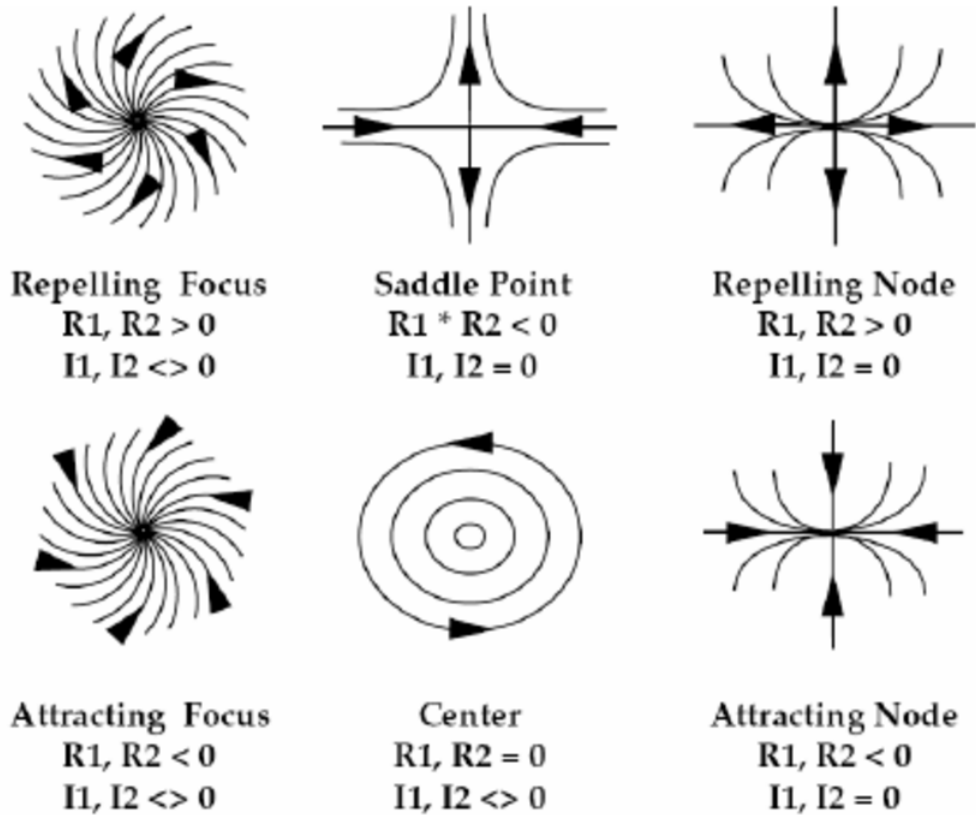 Repelling Focus
R1, R2 > 0
I1, I2 <> 0
Saddle Point
R1 * R2 < 0
I1, I2 = 0
Repelling Node
R1, R2 > 0
I1, I2 = 0
Attracting Focus
R1, R2 < 0
I1, I2 <> 0
Center
R1, R2 = 0
I1, I2 <> 0
Attracting Node
R1, R2 < 0
I1, I2 = 0